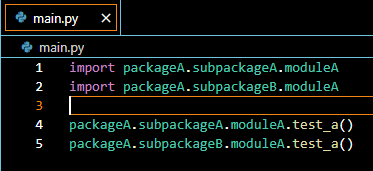 main.py
main.py
1 import packageA.subpackageA.moduleA
2 import packageA.subpackageB.moduleA
3
4 packageA.subpackageA.moduleA.test_a()
5 packageA.subpackageB.moduleA.test_a()